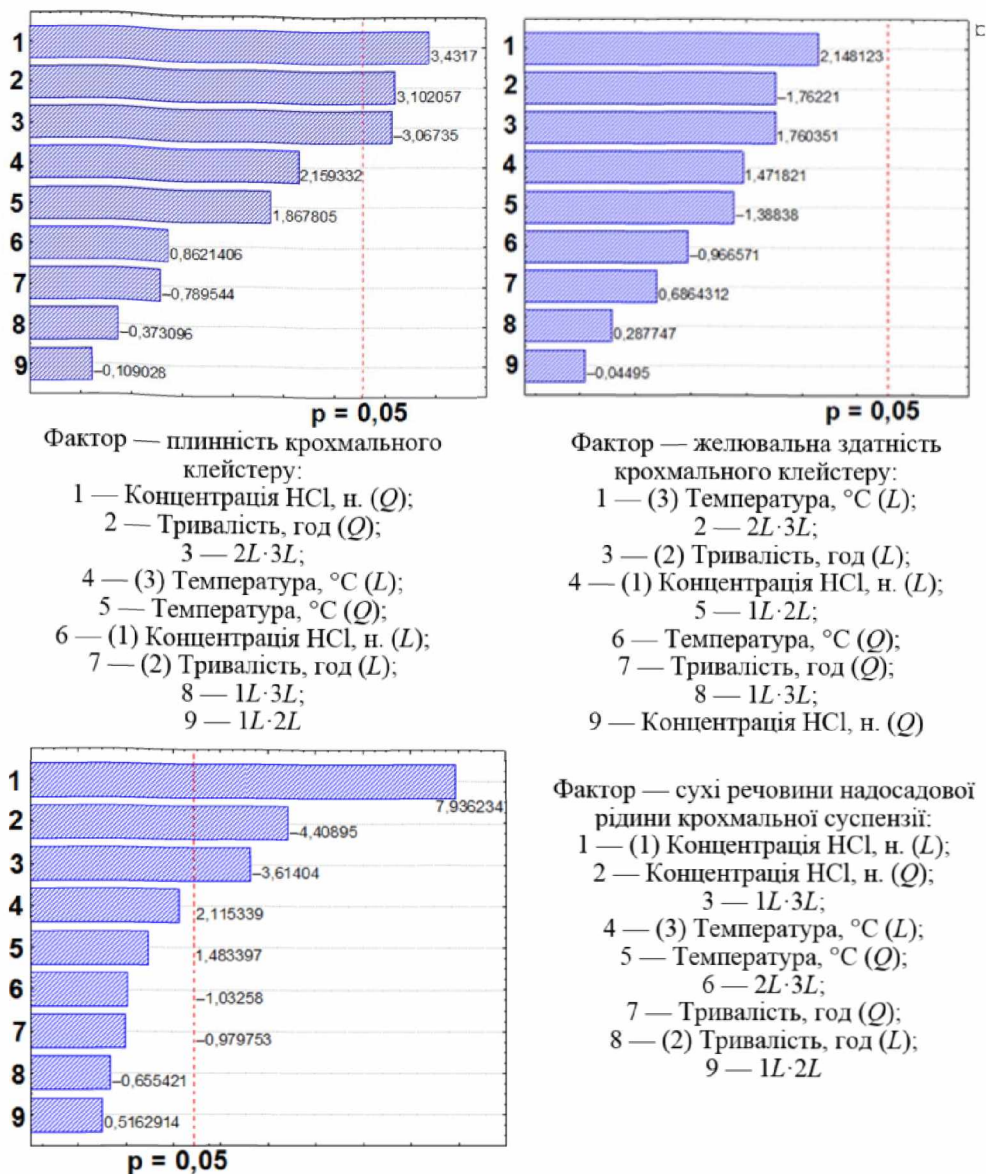 1
3,4317
2
3,102057
3
–3,06735
4
2,159332
5
1,867805
6
0,8621406
7
–0,789544
8
–0,373096
9
–0,109028
p = 0,05
Фактор — плинність крохмального
клейстеру:
1 — Концентрація HCl, н. (Q);
2 — Тривалість, год (Q);
3 — 2L·3L;
4 — (3) Температура, °C (L);
5 — Температура, °C (Q);
6 — (1) Концентрація HCl, н. (L);
7 — (2) Тривалість, год (L);
8 — 1L·3L;
9 — 1L·2L
1
2,148123
2
–1,76221
3
1,760351
4
1,471821
5
–1,38838
6
–0,966571
7
0,6864312
8
0,287747
9
–0,04495
p = 0,05
Фактор — желювальна здатність
крохмального клейстеру:
1 — (3) Температура, °C (L);
2 — 2L·3L;
3 — (2) Тривалість, год (L);
4 — (1) Концентрація HCl, н. (L);
5 — 1L·2L;
6 — Температура, °C (Q);
7 — Тривалість, год (Q);
8 — 1L·3L;
9 — Концентрація HCl, н. (Q)
1
7,936234
2
–4,40895
3
–3,61404
4
2,115339
5
1,483397
6
–1,03258
7
–0,979753
8
–0,655421
9
0,5162914
p = 0,05
Фактор — сухі речовини надосадової
рідини крохмальної суспензії:
1 — (1) Концентрація HCl, н. (L);
2 — Концентрація HCl, н. (Q);
3 — 1L·3L;
4 — (3) Температура, °C (L);
5 — Температура, °C (Q);
6 — 2L·3L;
7 — Тривалість, год (Q);
8 — (2) Тривалість, год (L);
9 — 1L·2L